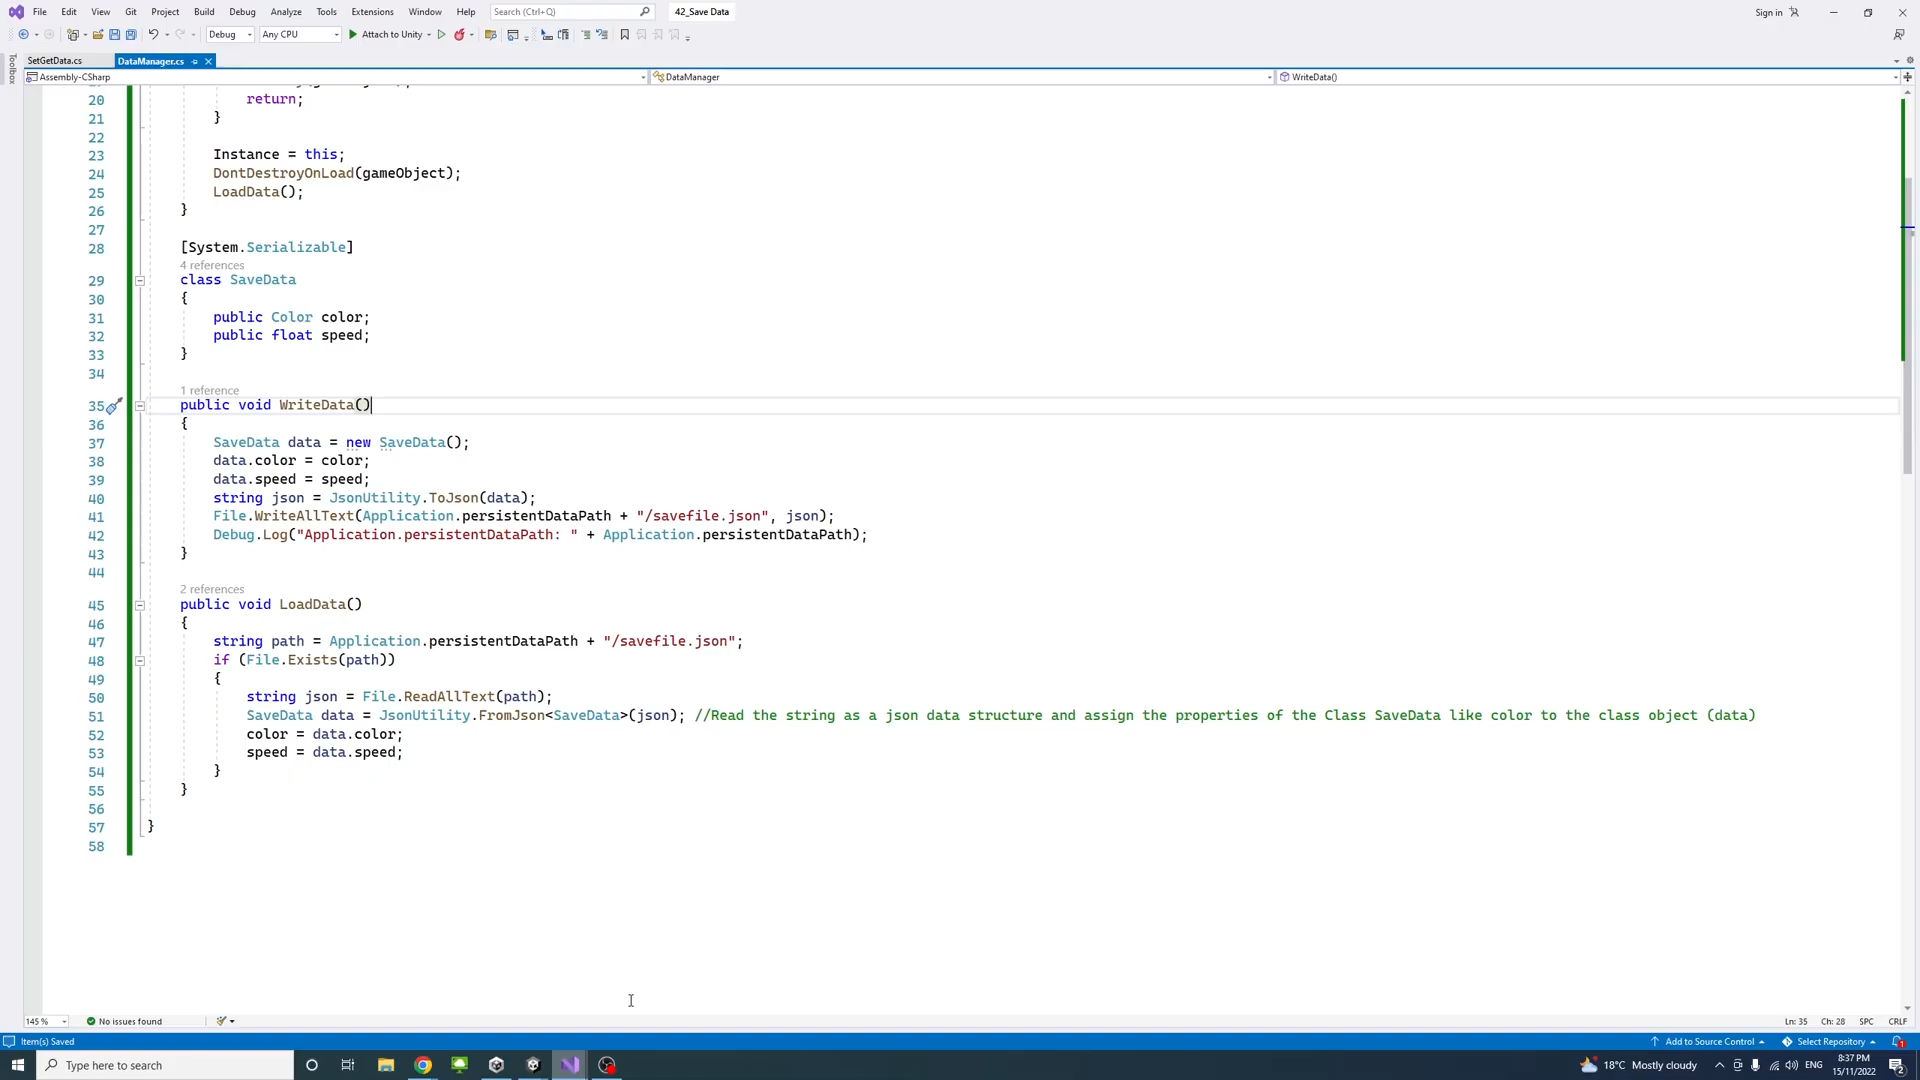 File Edit View Git Project Build Debug Analyze Tools Extensions Window Help Search (Ctrl+Q) 42_Save Data Sign in
Debug Any CPU Attach to Unity
Toolbox
SetGetData.cs DataManager.cs
Assembly-CSharp DataManager WriteData()
20 return;
21 }
22
23 Instance = this;
24 DontDestroyOnLoad(gameObject);
25 LoadData();
26 }
27
28 [System.Serializable]
4 references
29 class SaveData
30 {
31 public Color color;
32 public float speed;
33 }
34
1 reference
35 public void WriteData()
36 {
37 SaveData data = new SaveData();
38 data.color = color;
39 data.speed = speed;
40 string json = JsonUtility.ToJson(data);
41 File.WriteAllText(Application.persistentDataPath + "/savefile.json", json);
42 Debug.Log("Application.persistentDataPath: " + Application.persistentDataPath);
43 }
44
2 references
45 public void LoadData()
46 {
47 string path = Application.persistentDataPath + "/savefile.json";
48 if (File.Exists(path))
49 {
50 string json = File.ReadAllText(path);
51 SaveData data = JsonUtility.FromJson<SaveData>(json); //Read the string as a json data structure and assign the properties of the Class SaveData like color to the class object (data)
52 color = data.color;
53 speed = data.speed;
54 }
55 }
56
57 }
58
145 % No issues found Ln: 35 Ch: 28 SPC CRLF
Item(s) Saved Add to Source Control Select Repository 1
Type here to search 18°C Mostly cloudy ENG 8:37 PM
15/11/2022 2